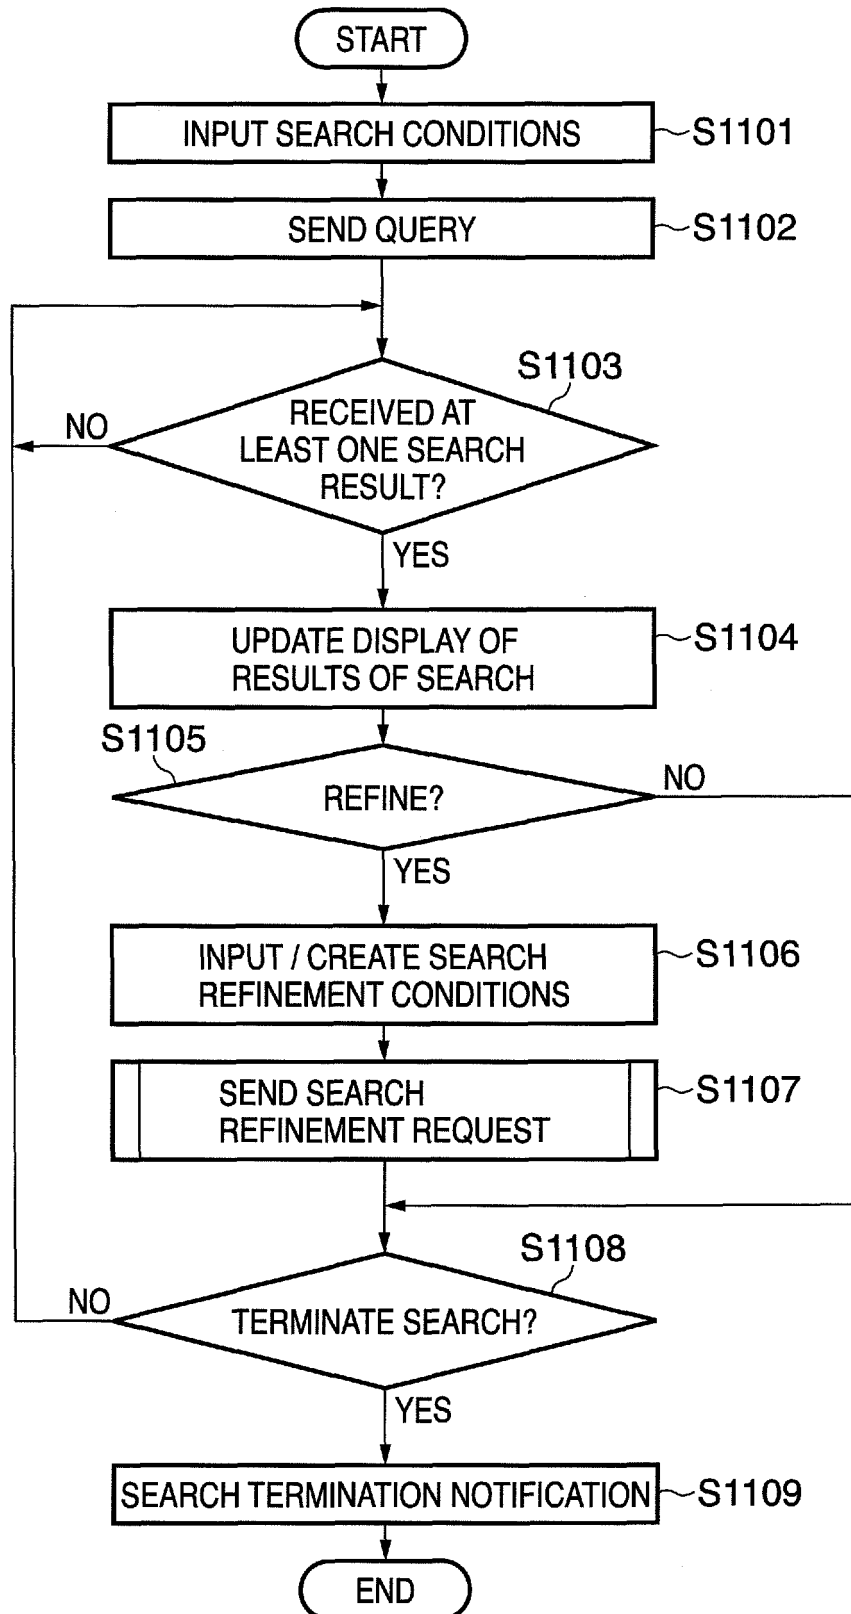 START
INPUT SEARCH CONDITIONS
S1101
SEND QUERY
S1102
S1103
RECEIVED AT
LEAST ONE SEARCH
RESULT?
NO
YES
UPDATE DISPLAY OF
RESULTS OF SEARCH
S1104
S1105
REFINE?
NO
YES
INPUT / CREATE SEARCH
REFINEMENT CONDITIONS
S1106
SEND SEARCH
REFINEMENT REQUEST
S1107
S1108
TERMINATE SEARCH?
NO
YES
SEARCH TERMINATION NOTIFICATION
S1109
END